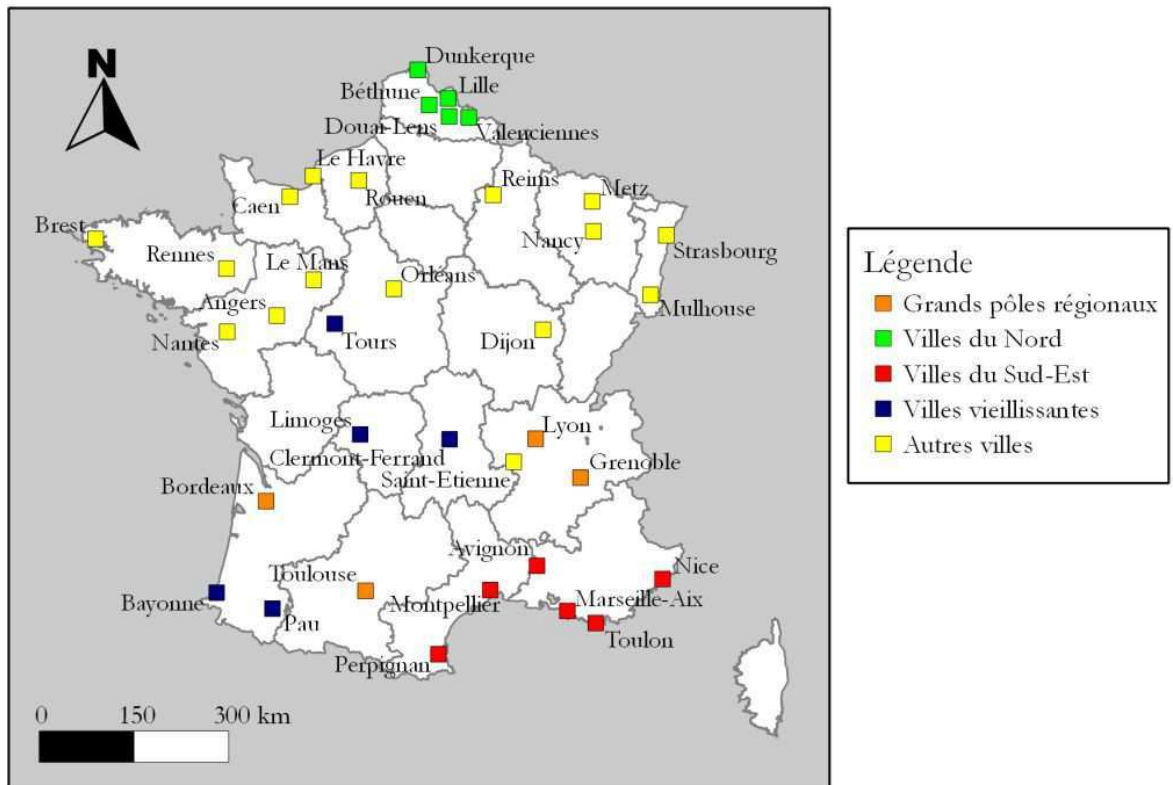 N
Dunkerque
Lille
Béthune
Douai-Lens
Valenciennes
Le Havre
Reims
Metz
Caen
Rouen
Brest
Nancy
Strasbourg
Rennes
Le Mans
Orléans
Angers
Mulhouse
Nantes
Tours
Dijon
Limoges
Lyon
Clermont-Ferrand
Grenoble
Saint-Etienne
Bordeaux
Avignon
Nice
Toulouse
Bayonne
Montpellier
Marseille-Aix
Pau
Toulon
Perpignan
0 150 300 km
Légende
Grands pôles régionaux
Villes du Nord
Villes du Sud-Est
Villes vieillissantes
Autres villes